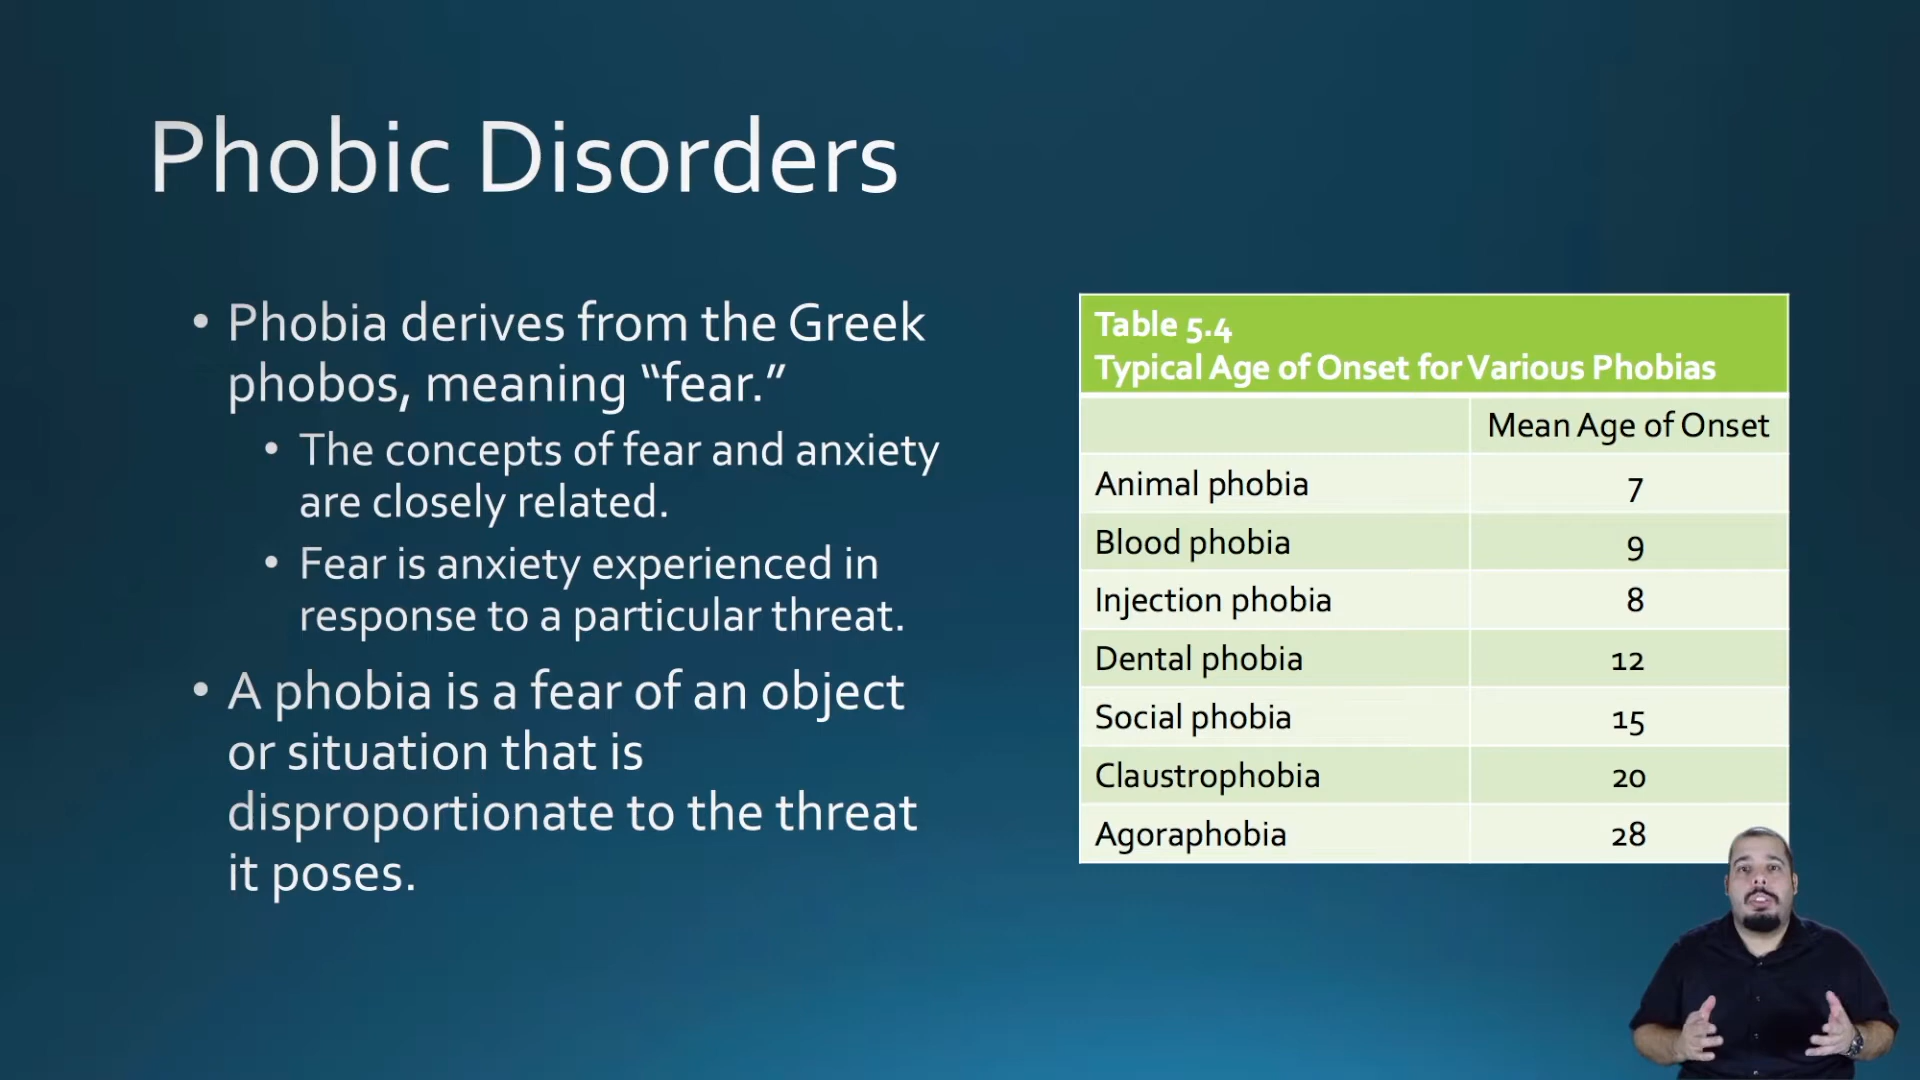 Phobic Disorders
• Phobia derives from the Greek
phobos, meaning “fear.”
• The concepts of fear and anxiety
are closely related.
• Fear is anxiety experienced in
response to a particular threat.
• A phobia is a fear of an object
or situation that is
disproportionate to the threat
it poses.
Table 5.4
Typical Age of Onset for Various Phobias
Mean Age of Onset
Animal phobia 7
Blood phobia 9
Injection phobia 8
Dental phobia 12
Social phobia 15
Claustrophobia 20
Agoraphobia 28